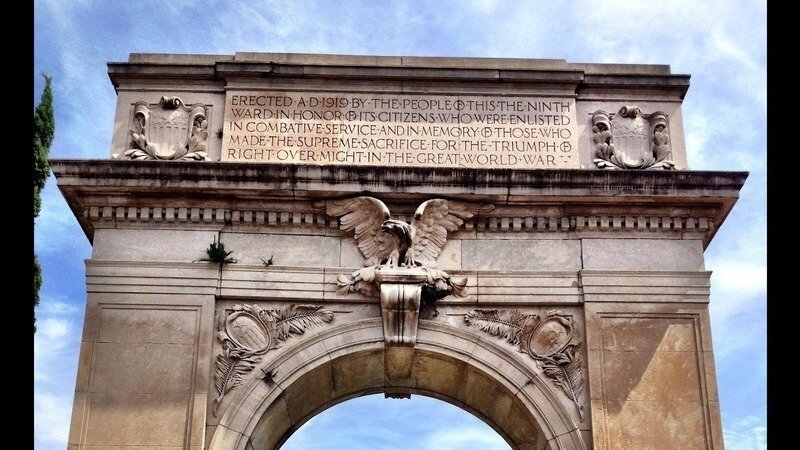 ERECTED·A·D·1919·BY·THE·PEOPLE·OF·THIS·THE·NINTH
WARD·IN·HONOR·OF·ITS·CITIZENS·WHO·WERE·ENLISTED
IN·COMBATIVE·SERVICE·AND·IN·MEMORY·OF·THOSE·WHO
MADE·THE·SUPREME·SACRIFICE·FOR·THE·TRIUMPH·OF
RIGHT·OVER·MIGHT·IN·THE·GREAT·WORLD·WAR·